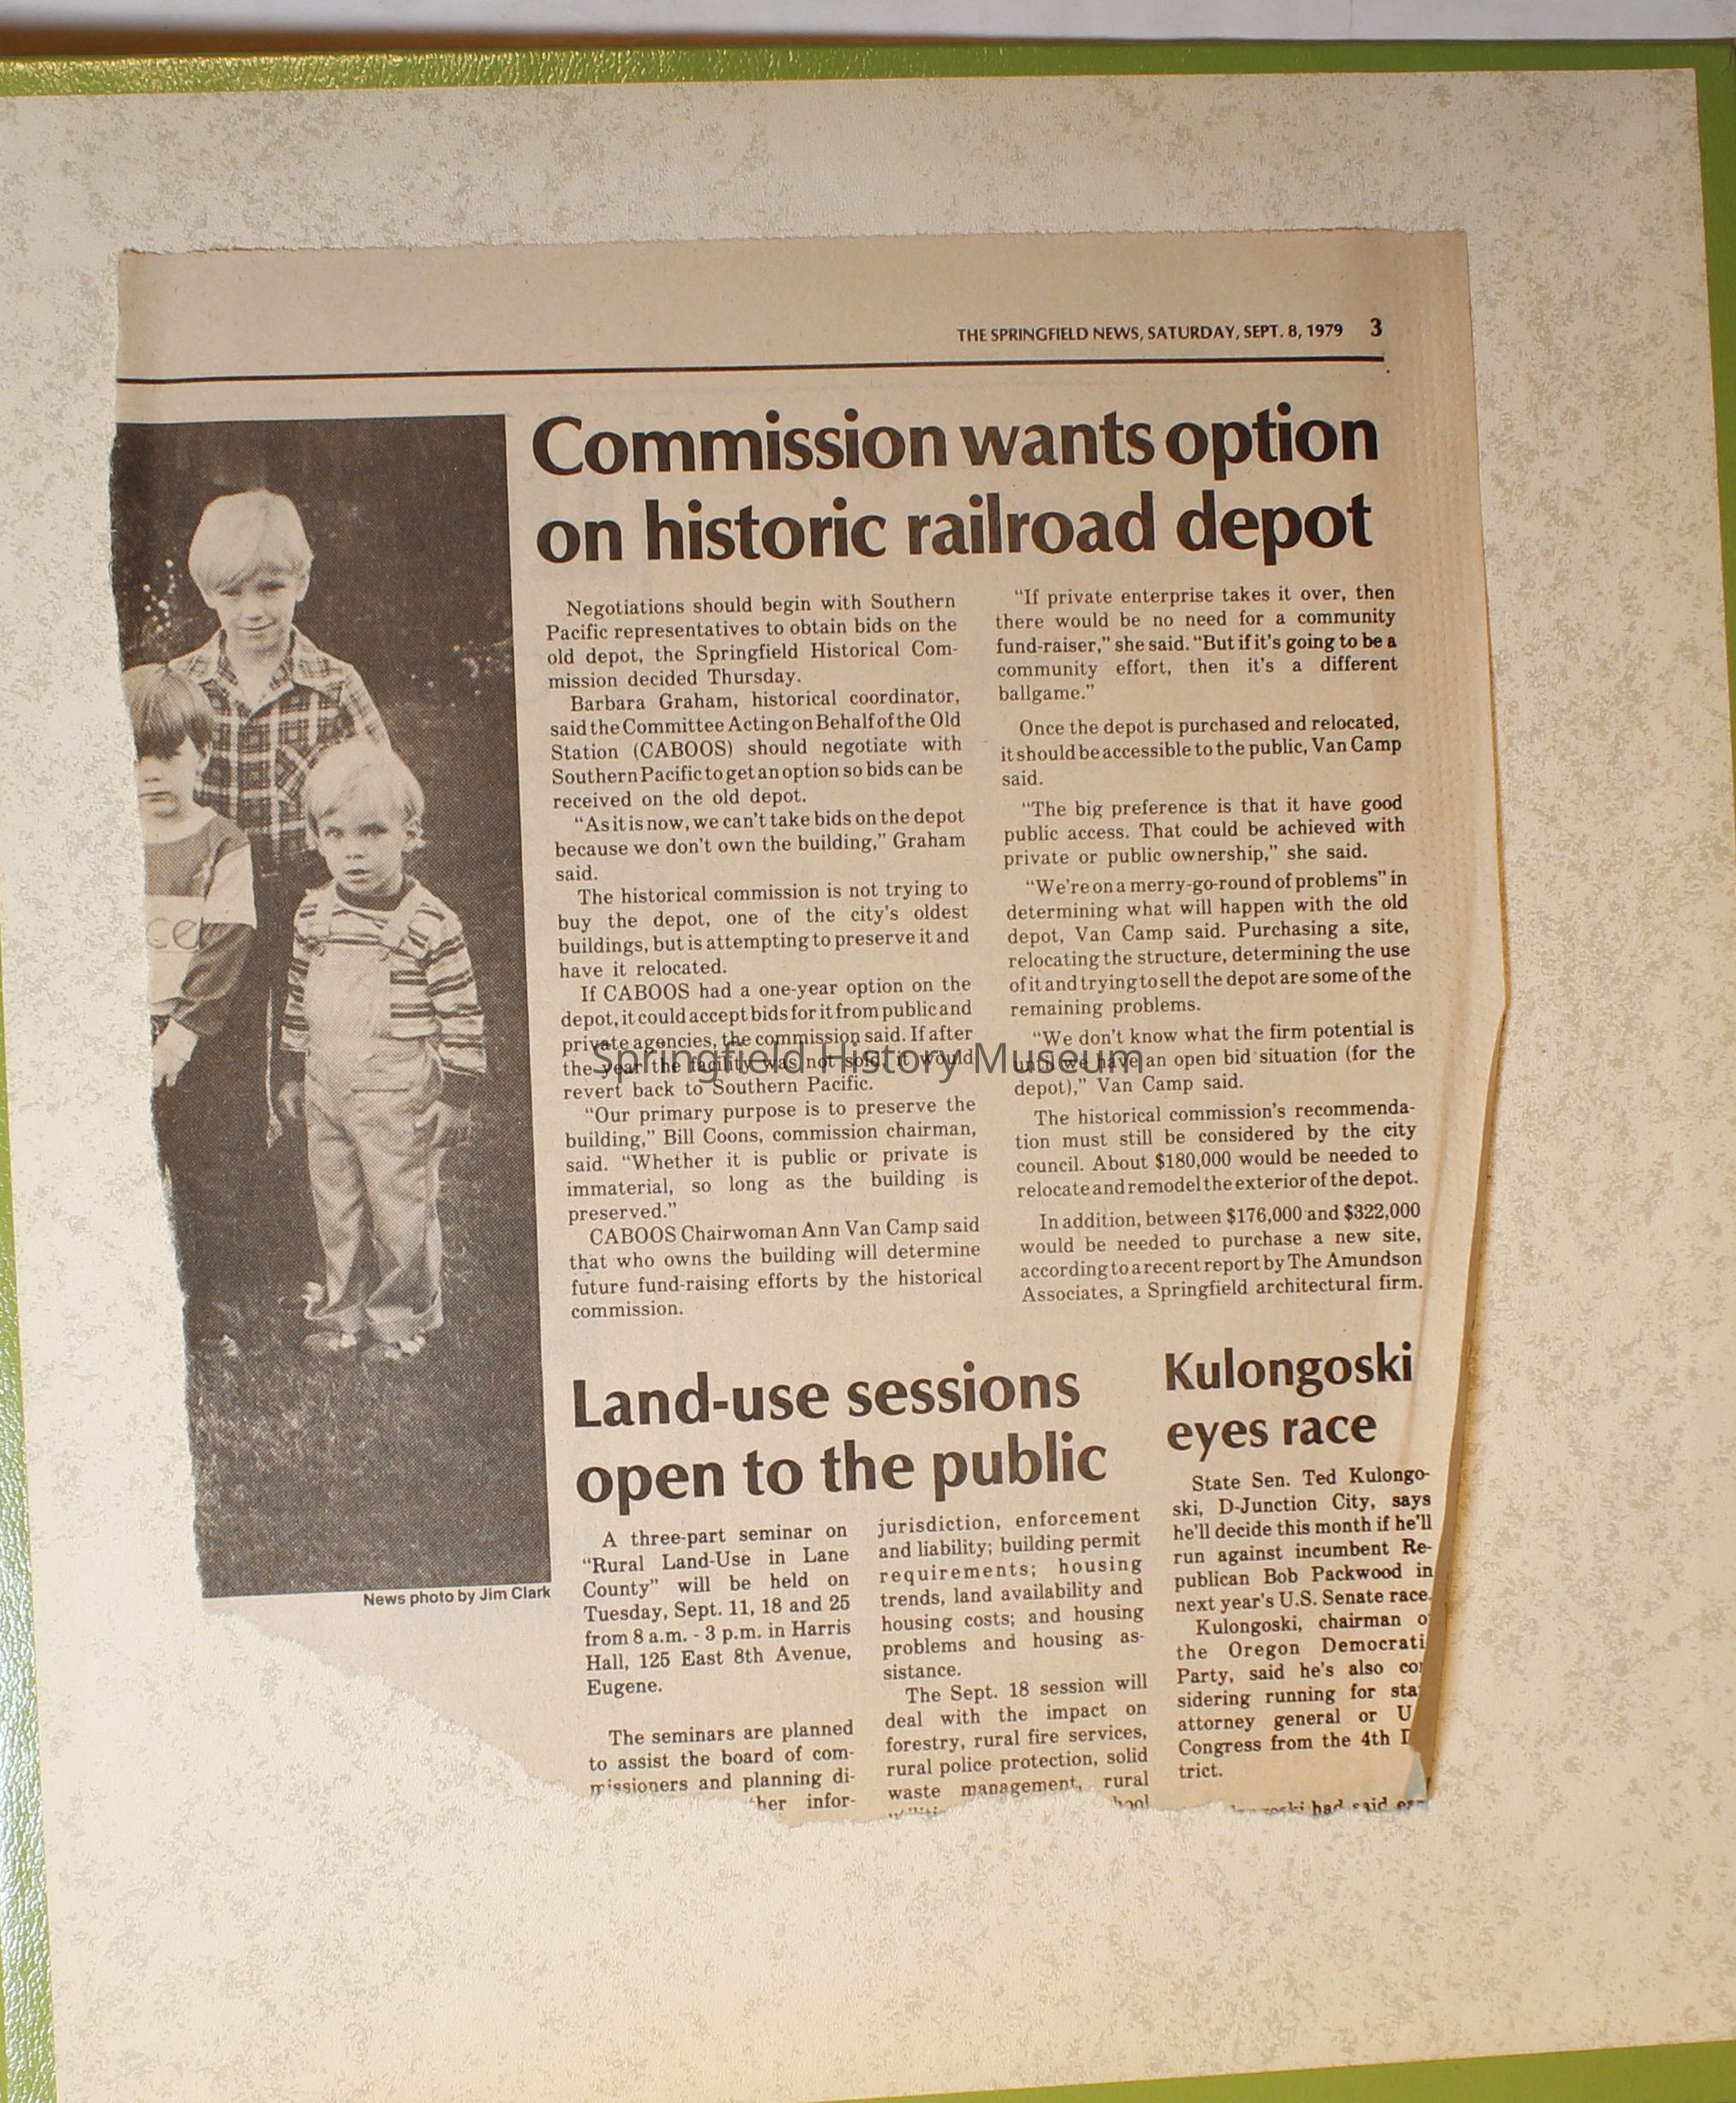 THE SPRINGFIELD NEWS, SATURDAY, SEPT. 8, 1979 3
Commission wants option
on historic railroad depot
Negotiations should begin with Southern
Pacific representatives to obtain bids on the
old depot, the Springfield Historical Com-
mission decided Thursday.
Barbara Graham, historical coordinator,
said the Committee Acting on Behalf of the Old
Station (CABOOS) should negotiate with
Southern Pacific to get an option so bids can be
received on the old depot.
"As it is now, we can't take bids on the depot
because we don't own the building," Graham
said.
The historical commission is not trying to
buy the depot, one of the city's oldest
buildings, but is attempting to preserve it and
have it relocated.
If CABOOS had a one-year option on the
depot, it could accept bids for it from public and
private agencies, the commission said. If after
the year the facility was not sold, it would
revert back to Southern Pacific.
"Our primary purpose is to preserve the
building," Bill Coons, commission chairman,
said. "Whether it is public or private is
immaterial, so long as the building is
preserved."
CABOOS Chairwoman Ann Van Camp said
that who owns the building will determine
future fund-raising efforts by the historical
commission.
"If private enterprise takes it over, then
there would be no need for a community
fund-raiser," she said. "But if it's going to be a
community effort, then it's a different
ballgame."
Once the depot is purchased and relocated,
it should be accessible to the public, Van Camp
said.
"The big preference is that it have good
public access. That could be achieved with
private or public ownership," she said.
"We're on a merry-go-round of problems" in
determining what will happen with the old
depot, Van Camp said. Purchasing a site,
relocating the structure, determining the use
of it and trying to sell the depot are some of the
remaining problems.
"We don't know what the firm potential is
until we have an open bid situation (for the
depot)," Van Camp said.
The historical commission's recommenda-
tion must still be considered by the city
council. About $180,000 would be needed to
relocate and remodel the exterior of the depot.
In addition, between $176,000 and $322,000
would be needed to purchase a new site,
according to a recent report by The Amundson
Associates, a Springfield architectural firm.
Springfield History Museum
ce
News photo by Jim Clark
Land-use sessions
open to the public
A three-part seminar on
"Rural Land-Use in Lane
County" will be held on
Tuesday, Sept. 11, 18 and 25
from 8 a.m. - 3 p.m. in Harris
Hall, 125 East 8th Avenue,
Eugene.
The seminars are planned
to assist the board of com-
missioners and planning di-
infor-
jurisdiction, enforcement
and liability; building permit
requirements; housing
trends, land availability and
housing costs; and housing
problems and housing as-
sistance.
The Sept. 18 session will
deal with the impact on
forestry, rural fire services,
rural police protection, solid
waste management, rural
Kulongoski
eyes race
State Sen. Ted Kulongo-
ski, D-Junction City, says
he'll decide this month if he'll
run against incumbent Re-
publican Bob Packwood in
next year's U.S. Senate race.
Kulongoski, chairman o
the Oregon Democrati
Party, said he's also co
sidering running for sta
attorney general or U
Congress from the 4th D
trict.
had said